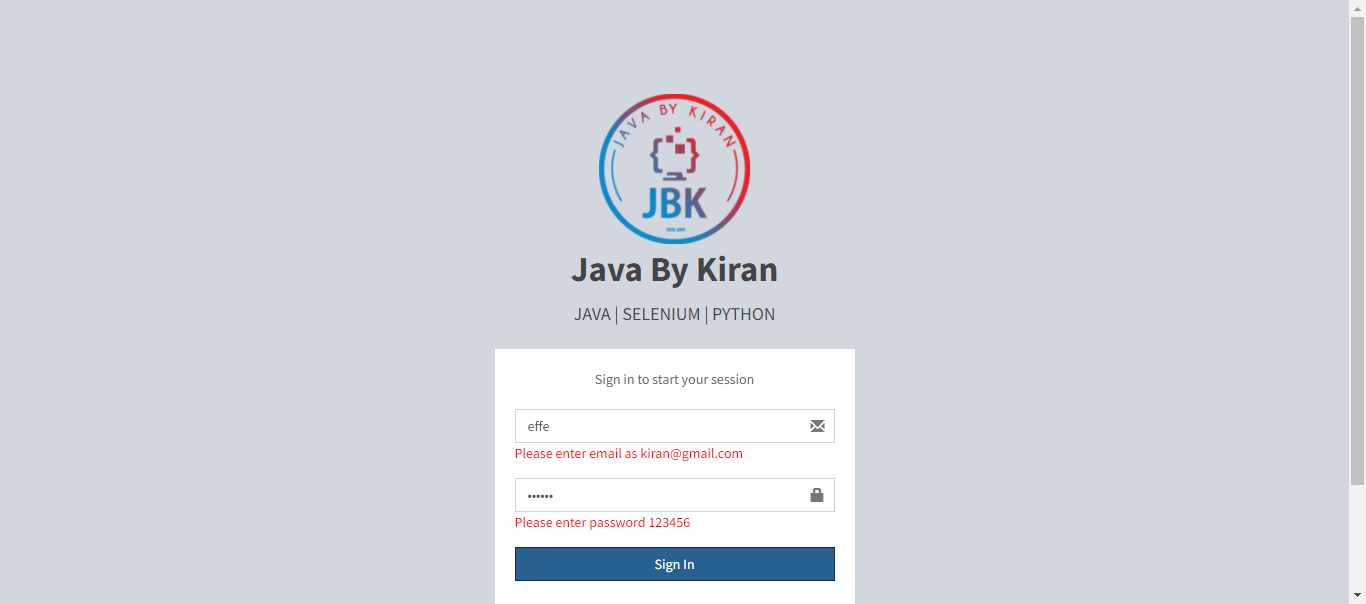 JAVA BY KIRAN
JBK
Java By Kiran
JAVA | SELENIUM | PYTHON
Sign in to start your session
effe
Please enter email as kiran@gmail.com
••••••
Please enter password 123456
Sign In